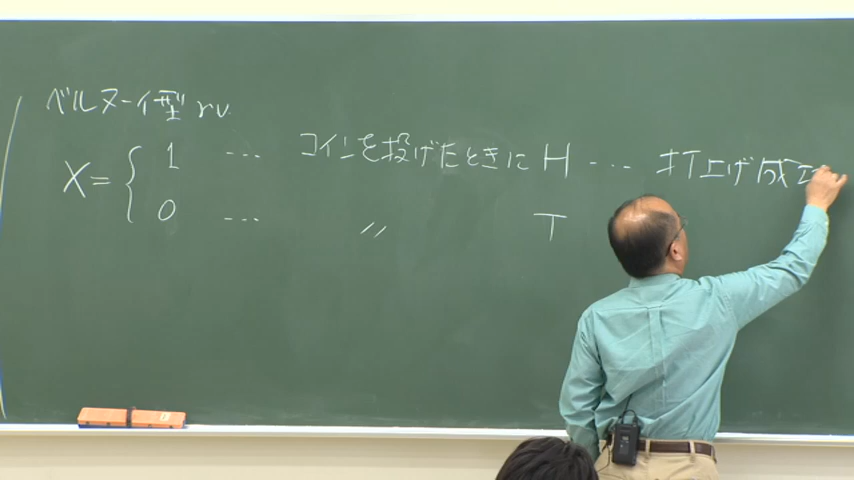 ベルヌーイ型 r.v.
X = { 1 … コインを投げたときに H … 打上げ成工
0 … 〃 T